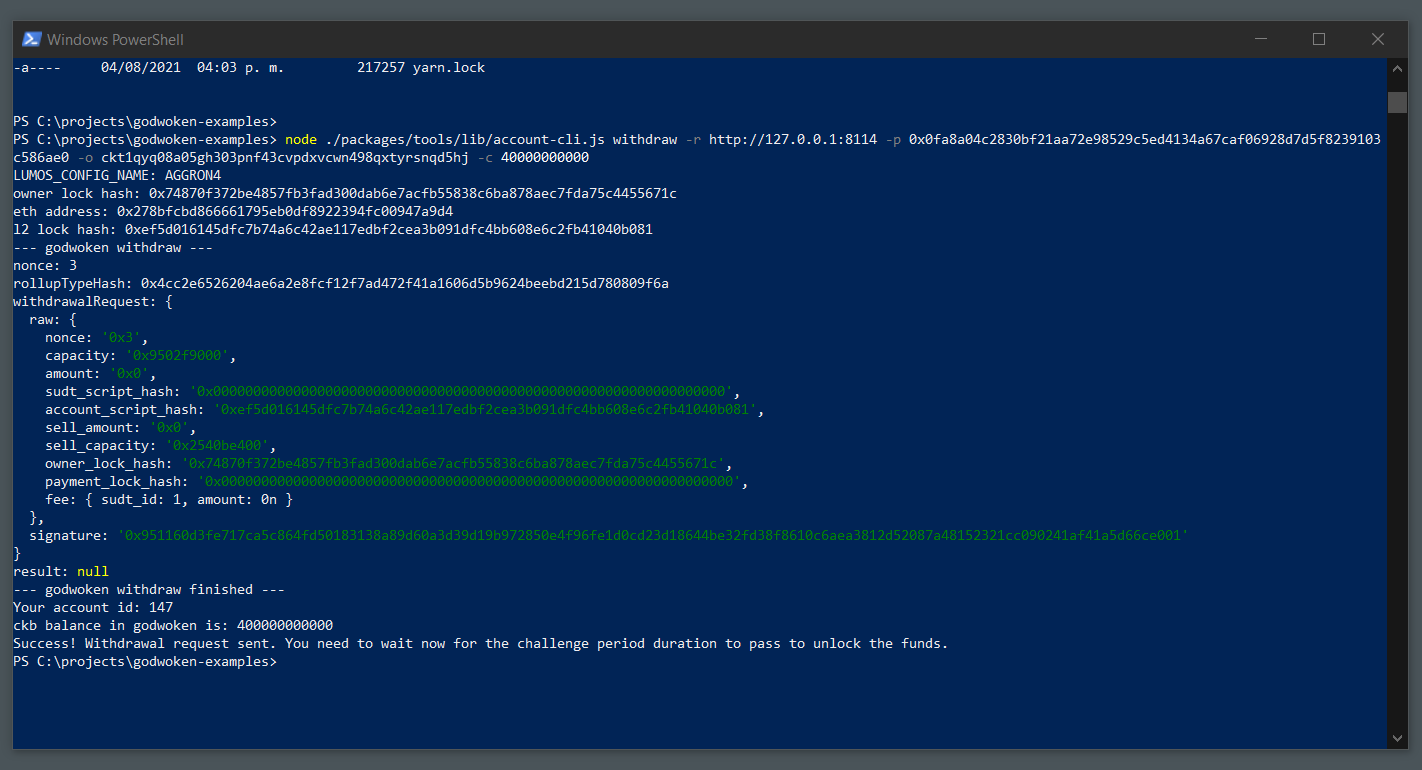 Windows PowerShell
-a---- 04/08/2021 04:03 p. m. 217257 yarn.lock
PS C:\projects\godwoken-examples>
PS C:\projects\godwoken-examples> node ./packages/tools/lib/account-cli.js withdraw -r http://127.0.0.1:8114 -p 0x0fa8a04c2830bf21aa72e98529c5ed4134a67caf06928d7d5f8239103
c586ae0 -o ckt1qyq08a05gh303pnf43cvpdxvcwn498qxtyrsnqd5hj -c 40000000000
LUMOS_CONFIG_NAME: AGGRON4
owner lock hash: 0x74870f372be4857fb3fad300dab6e7acfb55838c6ba878aec7fda75c4455671c
eth address: 0x278bfcbd866661795eb0df8922394fc00947a9d4
l2 lock hash: 0xef5d016145dfc7b74a6c42ae117edbf2cea3b091dfc4bb608e6c2fb41040b081
--- godwoken withdraw ---
nonce: 3
rollupTypeHash: 0x4cc2e6526204ae6a2e8fcf12f7ad472f41a1606d5b9624beebd215d780809f6a
withdrawalRequest: {
raw: {
nonce: '0x3',
capacity: '0x9502f9000',
amount: '0x0',
sudt_script_hash: '0x0000000000000000000000000000000000000000000000000000000000000000',
account_script_hash: '0xef5d016145dfc7b74a6c42ae117edbf2cea3b091dfc4bb608e6c2fb41040b081',
sell_amount: '0x0',
sell_capacity: '0x2540be400',
owner_lock_hash: '0x74870f372be4857fb3fad300dab6e7acfb55838c6ba878aec7fda75c4455671c',
payment_lock_hash: '0x0000000000000000000000000000000000000000000000000000000000000000',
fee: { sudt_id: 1, amount: 0n }
},
signature: '0x951160d3fe717ca5c864fd50183138a89d60a3d39d19b972850e4f96fe1d0cd23d18644be32fd38f8610c6aea3812d52087a48152321cc090241af41a5d66ce001'
}
result: null
--- godwoken withdraw finished ---
Your account id: 147
ckb balance in godwoken is: 400000000000
Success! Withdrawal request sent. You need to wait now for the challenge period duration to pass to unlock the funds.
PS C:\projects\godwoken-examples>